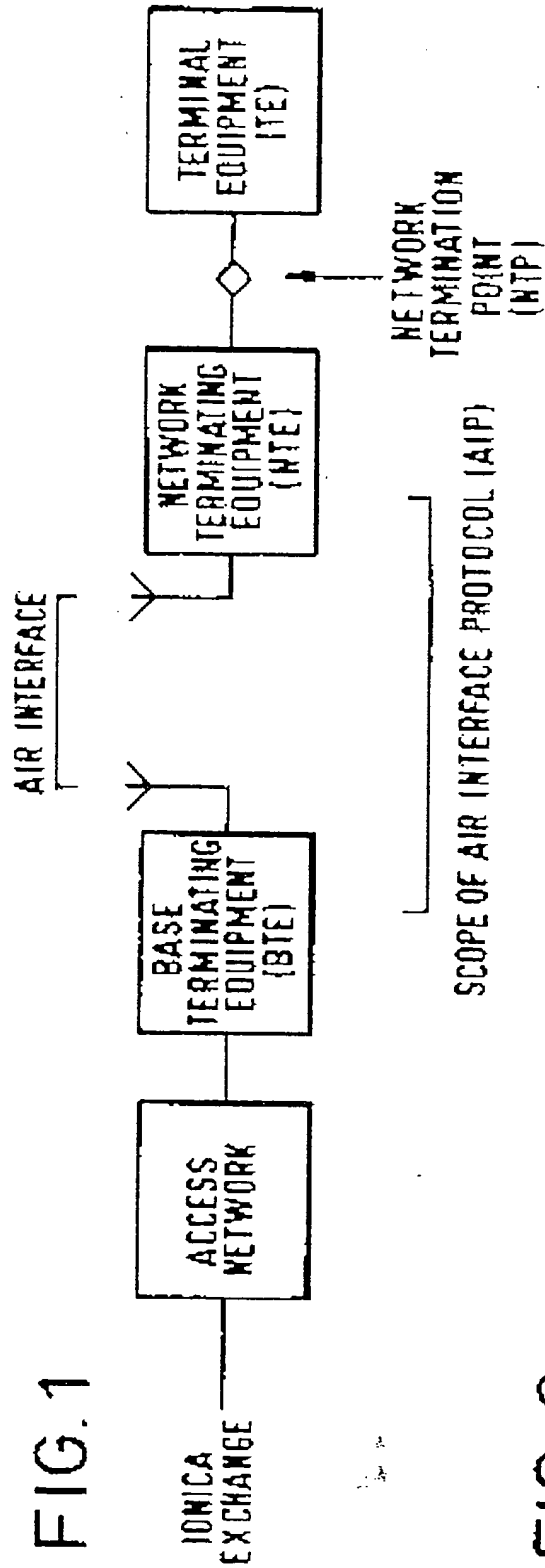 FIG. 1
IONICA
EXCHANGE
ACCESS
NETWORK
BASE
TERMINATING
EQUIPMENT
(BTE)
AIR INTERFACE
NETWORK
TERMINATING
EQUIPMENT
(NTE)
TERMINAL
EQUIPMENT
(TE)
NETWORK
TERMINATION
POINT
(NTP)
SCOPE OF AIR INTERFACE PROTOCOL (AIP)